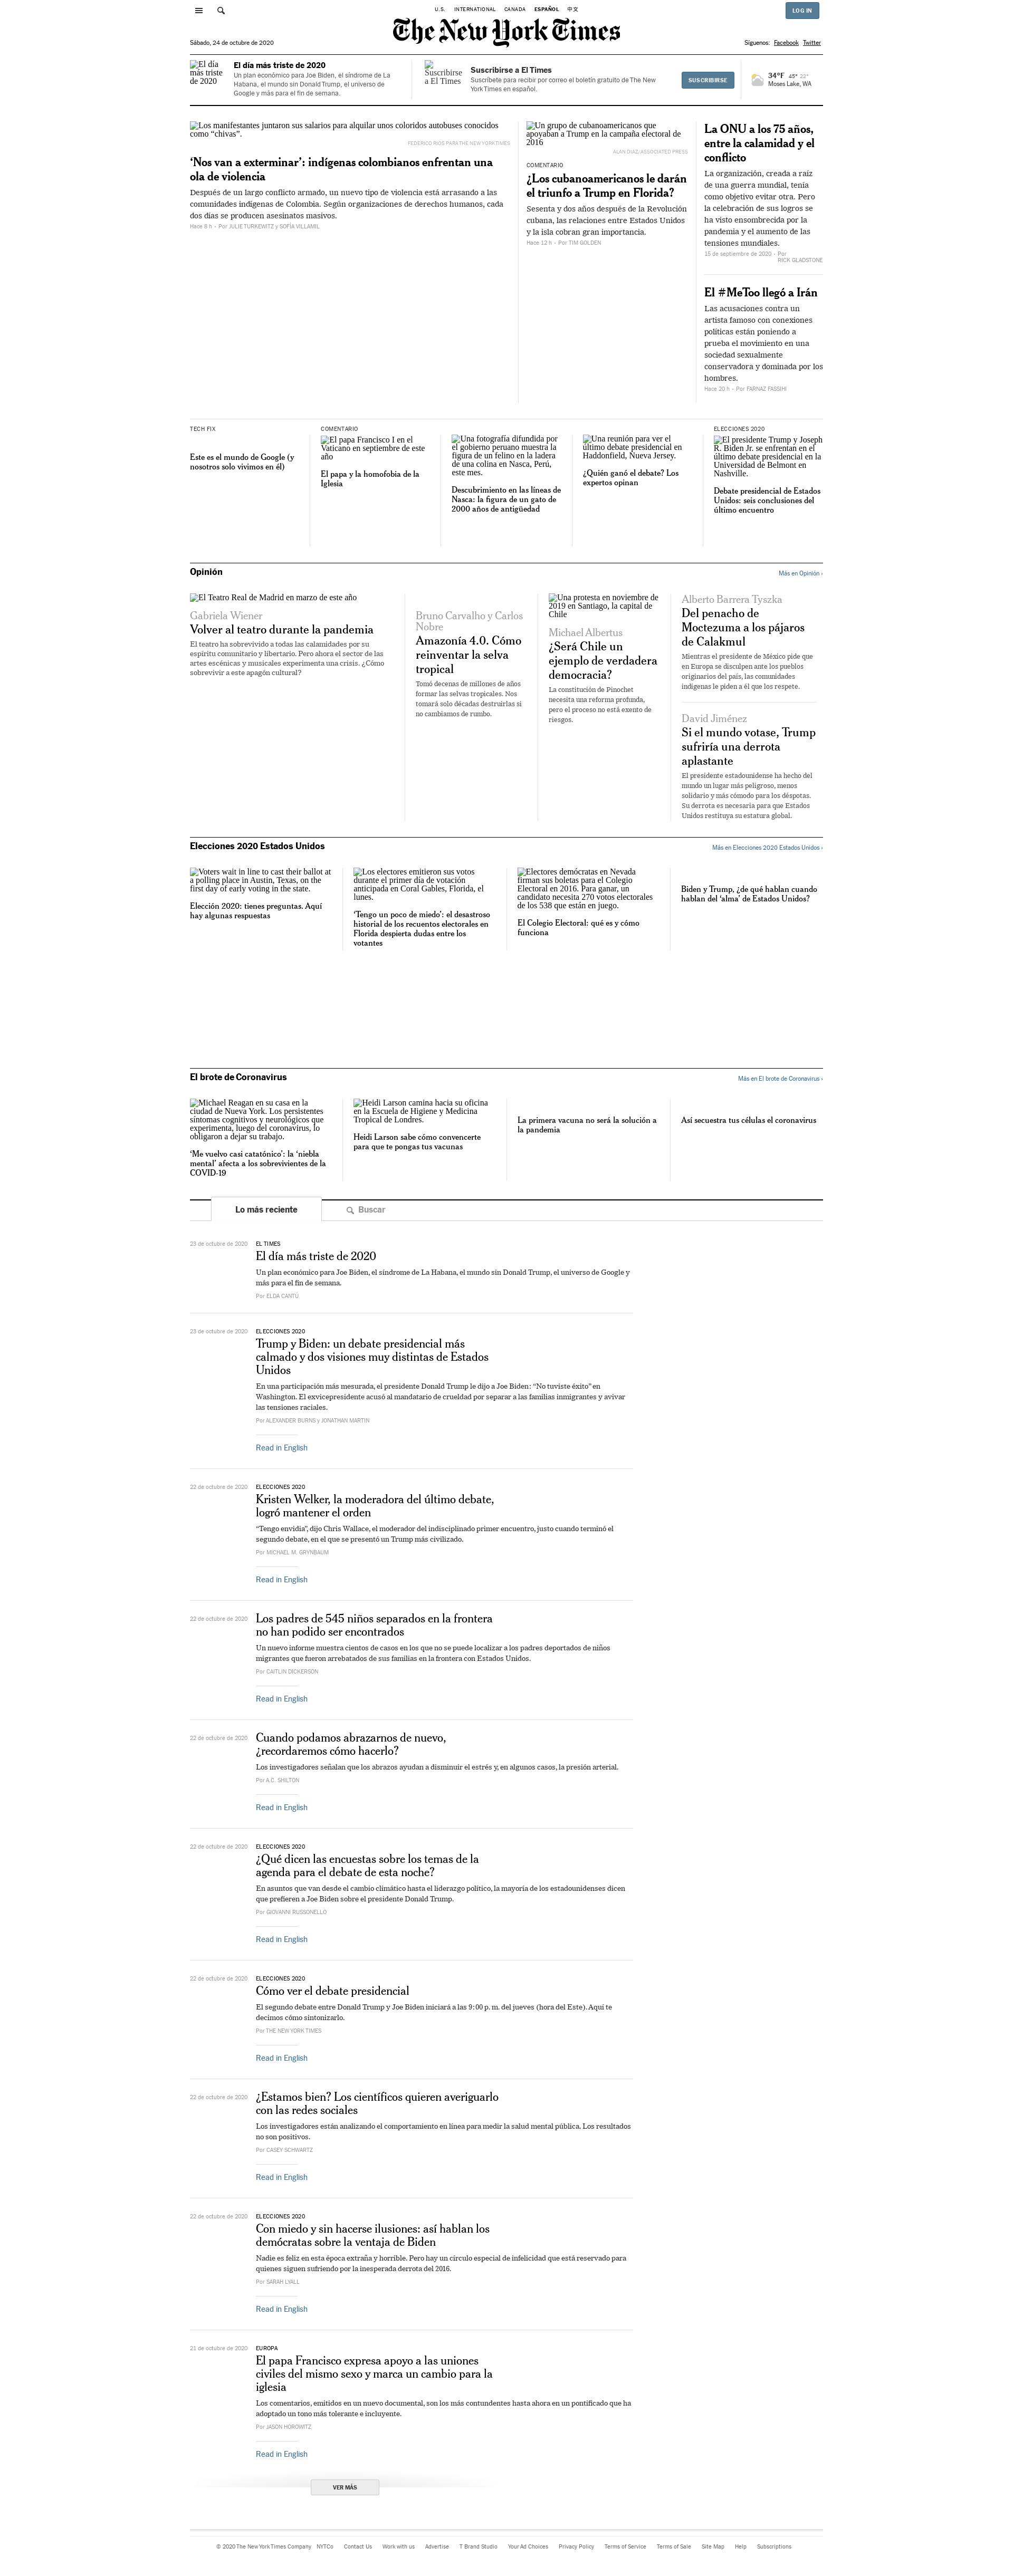 U.S. INTERNATIONAL CANADA ESPAÑOL 中文
LOG IN
The New York Times
Sábado, 24 de octubre de 2020
Síguenos: Facebook Twitter
El día más triste de 2020
El día más triste de 2020
Un plan económico para Joe Biden, el síndrome de La Habana, el mundo sin Donald Trump, el universo de Google y más para el fin de semana.
Suscribirse a El Times
Suscribirse a El Times
Suscríbete para recibir por correo el boletín gratuito de The New York Times en español.
SUSCRIBIRSE
34°F 45° 22°
Moses Lake, WA
Los manifestantes juntaron sus salarios para alquilar unos coloridos autobuses conocidos como “chivas”.
FEDERICO RIOS PARA THE NEW YORK TIMES
‘Nos van a exterminar’: indígenas colombianos enfrentan una ola de violencia
Después de un largo conflicto armado, un nuevo tipo de violencia está arrasando a las comunidades indígenas de Colombia. Según organizaciones de derechos humanos, cada dos días se producen asesinatos masivos.
Hace 8 h - Por JULIE TURKEWITZ y SOFÍA VILLAMIL
Un grupo de cubanoamericanos que apoyaban a Trump en la campaña electoral de 2016
ALAN DIAZ/ASSOCIATED PRESS
COMENTARIO
¿Los cubanoamericanos le darán el triunfo a Trump en Florida?
Sesenta y dos años después de la Revolución cubana, las relaciones entre Estados Unidos y la isla cobran gran importancia.
Hace 12 h - Por TIM GOLDEN
La ONU a los 75 años, entre la calamidad y el conflicto
La organización, creada a raíz de una guerra mundial, tenía como objetivo evitar otra. Pero la celebración de sus logros se ha visto ensombrecida por la pandemia y el aumento de las tensiones mundiales.
15 de septiembre de 2020 - Por RICK GLADSTONE
El #MeToo llegó a Irán
Las acusaciones contra un artista famoso con conexiones políticas están poniendo a prueba el movimiento en una sociedad sexualmente conservadora y dominada por los hombres.
Hace 20 h - Por FARNAZ FASSIHI
TECH FIX
Este es el mundo de Google (y nosotros solo vivimos en él)
COMENTARIO
El papa Francisco I en el Vaticano en septiembre de este año
El papa y la homofobia de la Iglesia
Una fotografía difundida por el gobierno peruano muestra la figura de un felino en la ladera de una colina en Nasca, Perú, este mes.
Descubrimiento en las líneas de Nasca: la figura de un gato de 2000 años de antigüedad
Una reunión para ver el último debate presidencial en Haddonfield, Nueva Jersey.
¿Quién ganó el debate? Los expertos opinan
ELECCIONES 2020
El presidente Trump y Joseph R. Biden Jr. se enfrentan en el último debate presidencial en la Universidad de Belmont en Nashville.
Debate presidencial de Estados Unidos: seis conclusiones del último encuentro
Opinión
Más en Opinión ›
El Teatro Real de Madrid en marzo de este año
Gabriela Wiener
Volver al teatro durante la pandemia
El teatro ha sobrevivido a todas las calamidades por su espíritu comunitario y libertario. Pero ahora el sector de las artes escénicas y musicales experimenta una crisis. ¿Cómo sobrevivir a este apagón cultural?
Bruno Carvalho y Carlos Nobre
Amazonía 4.0. Cómo reinventar la selva tropical
Tomó decenas de millones de años formar las selvas tropicales. Nos tomará solo décadas destruirlas si no cambiamos de rumbo.
Una protesta en noviembre de 2019 en Santiago, la capital de Chile
Michael Albertus
¿Será Chile un ejemplo de verdadera democracia?
La constitución de Pinochet necesita una reforma profunda, pero el proceso no está exento de riesgos.
Alberto Barrera Tyszka
Del penacho de Moctezuma a los pájaros de Calakmul
Mientras el presidente de México pide que en Europa se disculpen ante los pueblos originarios del país, las comunidades indígenas le piden a él que los respete.
David Jiménez
Si el mundo votase, Trump sufriría una derrota aplastante
El presidente estadounidense ha hecho del mundo un lugar más peligroso, menos solidario y más cómodo para los déspotas. Su derrota es necesaria para que Estados Unidos restituya su estatura global.
Elecciones 2020 Estados Unidos
Más en Elecciones 2020 Estados Unidos ›
Voters wait in line to cast their ballot at a polling place in Austin, Texas, on the first day of early voting in the state.
Elección 2020: tienes preguntas. Aquí hay algunas respuestas
Los electores emitieron sus votos durante el primer día de votación anticipada en Coral Gables, Florida, el lunes.
‘Tengo un poco de miedo’: el desastroso historial de los recuentos electorales en Florida despierta dudas entre los votantes
Electores demócratas en Nevada firman sus boletas para el Colegio Electoral en 2016. Para ganar, un candidato necesita 270 votos electorales de los 538 que están en juego.
El Colegio Electoral: qué es y cómo funciona
Biden y Trump, ¿de qué hablan cuando hablan del ‘alma’ de Estados Unidos?
El brote de Coronavirus
Más en El brote de Coronavirus ›
Michael Reagan en su casa en la ciudad de Nueva York. Los persistentes síntomas cognitivos y neurológicos que experimenta, luego del coronavirus, lo obligaron a dejar su trabajo.
‘Me vuelvo casi catatónico’: la ‘niebla mental’ afecta a los sobrevivientes de la COVID-19
Heidi Larson camina hacia su oficina en la Escuela de Higiene y Medicina Tropical de Londres.
Heidi Larson sabe cómo convencerte para que te pongas tus vacunas
La primera vacuna no será la solución a la pandemia
Así secuestra tus células el coronavirus
Lo más reciente
Buscar
23 de octubre de 2020
EL TIMES
El día más triste de 2020
Un plan económico para Joe Biden, el síndrome de La Habana, el mundo sin Donald Trump, el universo de Google y más para el fin de semana.
Por ELDA CANTÚ
23 de octubre de 2020
ELECCIONES 2020
Trump y Biden: un debate presidencial más calmado y dos visiones muy distintas de Estados Unidos
En una participación más mesurada, el presidente Donald Trump le dijo a Joe Biden: “No tuviste éxito” en Washington. El exvicepresidente acusó al mandatario de crueldad por separar a las familias inmigrantes y avivar las tensiones raciales.
Por ALEXANDER BURNS y JONATHAN MARTIN
Read in English
22 de octubre de 2020
ELECCIONES 2020
Kristen Welker, la moderadora del último debate, logró mantener el orden
“Tengo envidia”, dijo Chris Wallace, el moderador del indisciplinado primer encuentro, justo cuando terminó el segundo debate, en el que se presentó un Trump más civilizado.
Por MICHAEL M. GRYNBAUM
Read in English
22 de octubre de 2020
Los padres de 545 niños separados en la frontera no han podido ser encontrados
Un nuevo informe muestra cientos de casos en los que no se puede localizar a los padres deportados de niños migrantes que fueron arrebatados de sus familias en la frontera con Estados Unidos.
Por CAITLIN DICKERSON
Read in English
22 de octubre de 2020
Cuando podamos abrazarnos de nuevo, ¿recordaremos cómo hacerlo?
Los investigadores señalan que los abrazos ayudan a disminuir el estrés y, en algunos casos, la presión arterial.
Por A.C. SHILTON
Read in English
22 de octubre de 2020
ELECCIONES 2020
¿Qué dicen las encuestas sobre los temas de la agenda para el debate de esta noche?
En asuntos que van desde el cambio climático hasta el liderazgo político, la mayoría de los estadounidenses dicen que prefieren a Joe Biden sobre el presidente Donald Trump.
Por GIOVANNI RUSSONELLO
Read in English
22 de octubre de 2020
ELECCIONES 2020
Cómo ver el debate presidencial
El segundo debate entre Donald Trump y Joe Biden iniciará a las 9:00 p. m. del jueves (hora del Este). Aquí te decimos cómo sintonizarlo.
Por THE NEW YORK TIMES
Read in English
22 de octubre de 2020
¿Estamos bien? Los científicos quieren averiguarlo con las redes sociales
Los investigadores están analizando el comportamiento en línea para medir la salud mental pública. Los resultados no son positivos.
Por CASEY SCHWARTZ
Read in English
22 de octubre de 2020
ELECCIONES 2020
Con miedo y sin hacerse ilusiones: así hablan los demócratas sobre la ventaja de Biden
Nadie es feliz en esta época extraña y horrible. Pero hay un círculo especial de infelicidad que está reservado para quienes siguen sufriendo por la inesperada derrota del 2016.
Por SARAH LYALL
Read in English
21 de octubre de 2020
EUROPA
El papa Francisco expresa apoyo a las uniones civiles del mismo sexo y marca un cambio para la iglesia
Los comentarios, emitidos en un nuevo documental, son los más contundentes hasta ahora en un pontificado que ha adoptado un tono más tolerante e incluyente.
Por JASON HOROWITZ
Read in English
VER MÁS
© 2020 The New York Times Company NYTCo Contact Us Work with us Advertise T Brand Studio Your Ad Choices Privacy Policy Terms of Service Terms of Sale Site Map Help Subscriptions